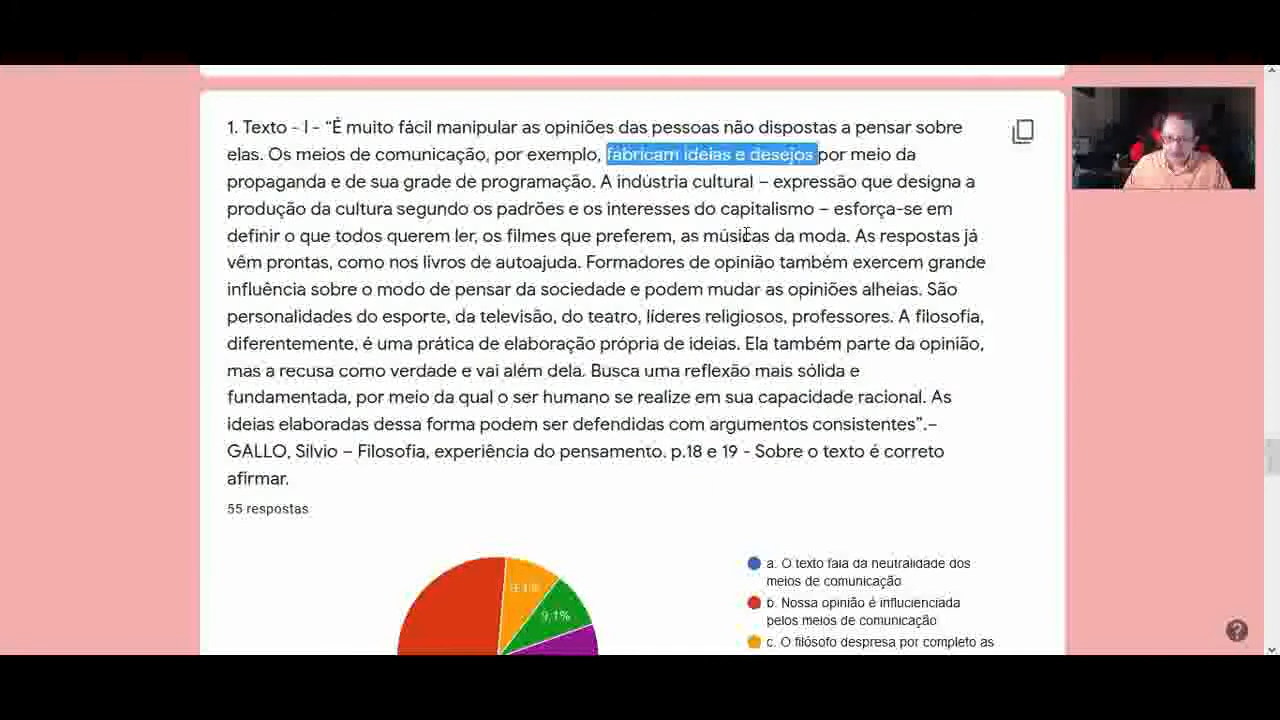 1. Texto - I - “É muito fácil manipular as opiniões das pessoas não dispostas a pensar sobre
elas. Os meios de comunicação, por exemplo, fabricam ideias e desejos por meio da
propaganda e de sua grade de programação. A indústria cultural – expressão que designa a
produção da cultura segundo os padrões e os interesses do capitalismo – esforça-se em
definir o que todos querem ler, os filmes que preferem, as músicas da moda. As respostas já
vêm prontas, como nos livros de autoajuda. Formadores de opinião também exercem grande
influência sobre o modo de pensar da sociedade e podem mudar as opiniões alheias. São
personalidades do esporte, da televisão, do teatro, líderes religiosos, professores. A filosofia,
diferentemente, é uma prática de elaboração própria de ideias. Ela também parte da opinião,
mas a recusa como verdade e vai além dela. Busca uma reflexão mais sólida e
fundamentada, por meio da qual o ser humano se realize em sua capacidade racional. As
ideias elaboradas dessa forma podem ser defendidas com argumentos consistentes”.–
GALLO, Silvio – Filosofia, experiência do pensamento. p.18 e 19 - Sobre o texto é correto
afirmar.
55 respostas
9,1%
9,1%
a. O texto fala da neutralidade dos
meios de comunicação
b. Nossa opinião é influcienciada
pelos meios de comunicação
c. O filósofo despresa por completo as